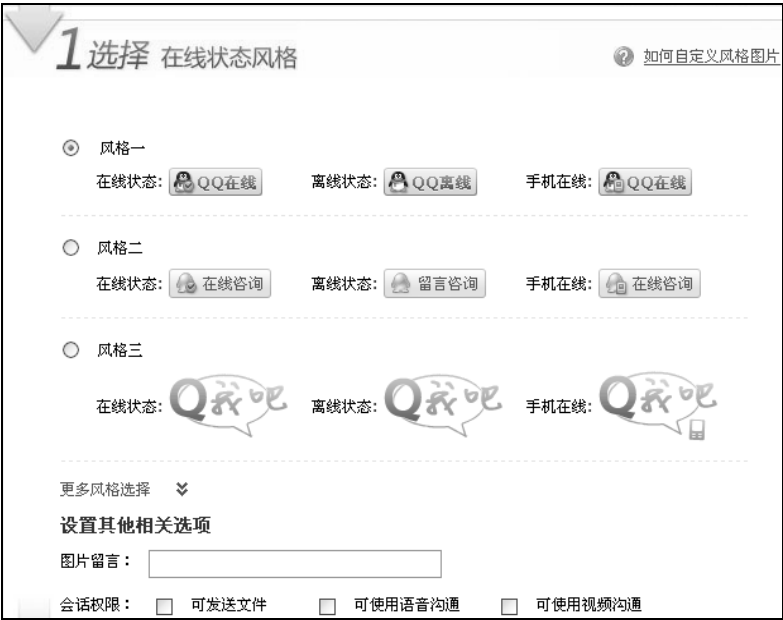 1选择 在线状态风格
如何自定义风格图片
风格一
在线状态: QQ在线 离线状态: QQ离线 手机在线: QQ在线
风格二
在线状态: 在线咨询 离线状态: 留言咨询 手机在线: 在线咨询
风格三
在线状态: Q我吧 离线状态: Q我吧 手机在线: Q我吧
更多风格选择
设置其他相关选项
图片留言：
会话权限： 可发送文件 可使用语音沟通 可使用视频沟通